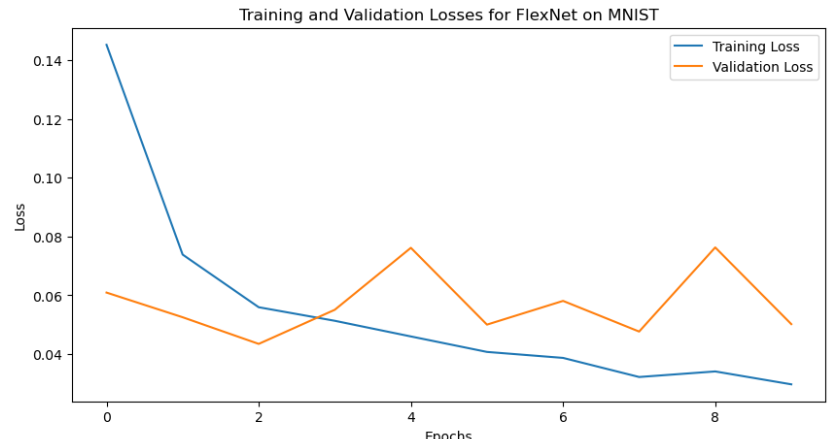 Training and Validation Losses for FlexNet on MNIST
Training Loss
Validation Loss
Loss
0.14
0.12
0.10
0.08
0.06
0.04
0 2 4 6 8
Epochs